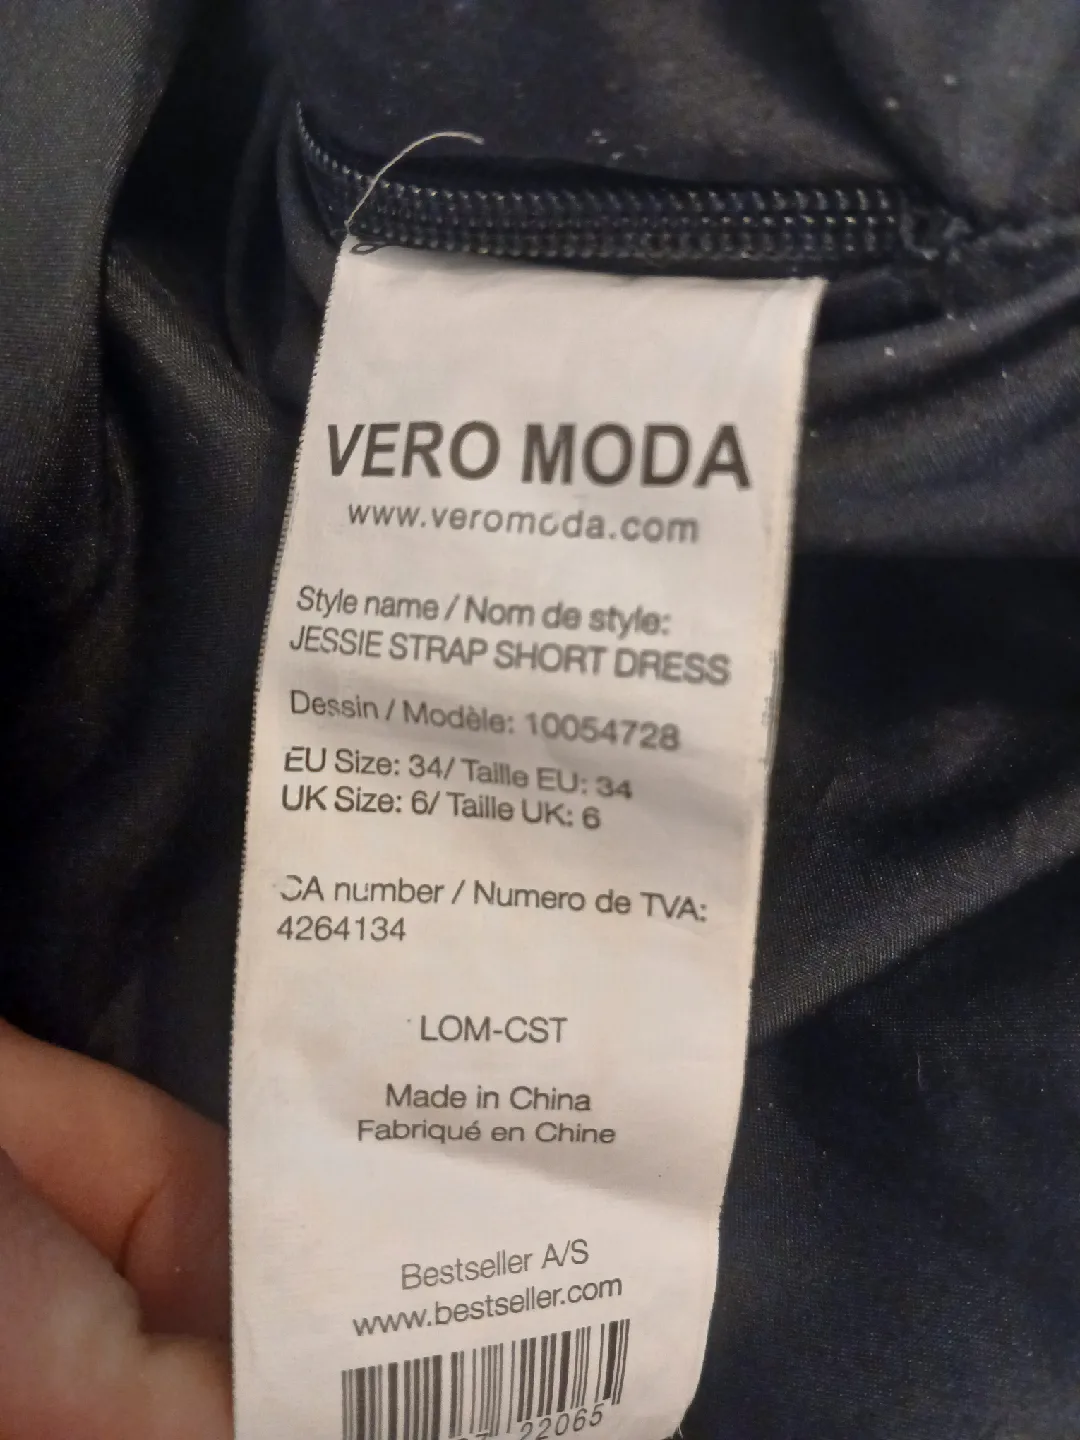 VERO MODA
www.veromoda.com
Style name / Nom de style:
JESSIE STRAP SHORT DRESS
Dessin / Modèle: 10054728
EU Size: 34/ Taille EU: 34
UK Size: 6/ Taille UK: 6
CA number / Numero de TVA:
4264134
LOM-CST
Made in China
Fabriqué en Chine
Bestseller A/S
www.bestseller.com
22065